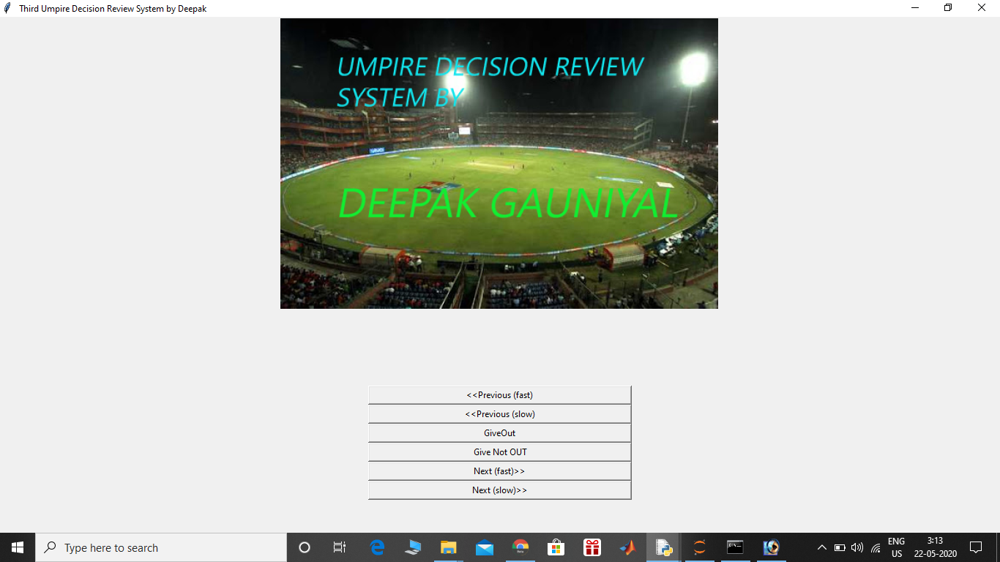 Third Umpire Decision Review System by Deepak
UMPIRE DECISION REVIEW
SYSTEM BY
vivo
DEEPAK GAUNIYAL
<<Previous (fast)
<<Previous (slow)
GiveOut
Give Not OUT
Next (fast)>>
Next (slow)>>
Type here to search
ENG
US
3:13
22-05-2020